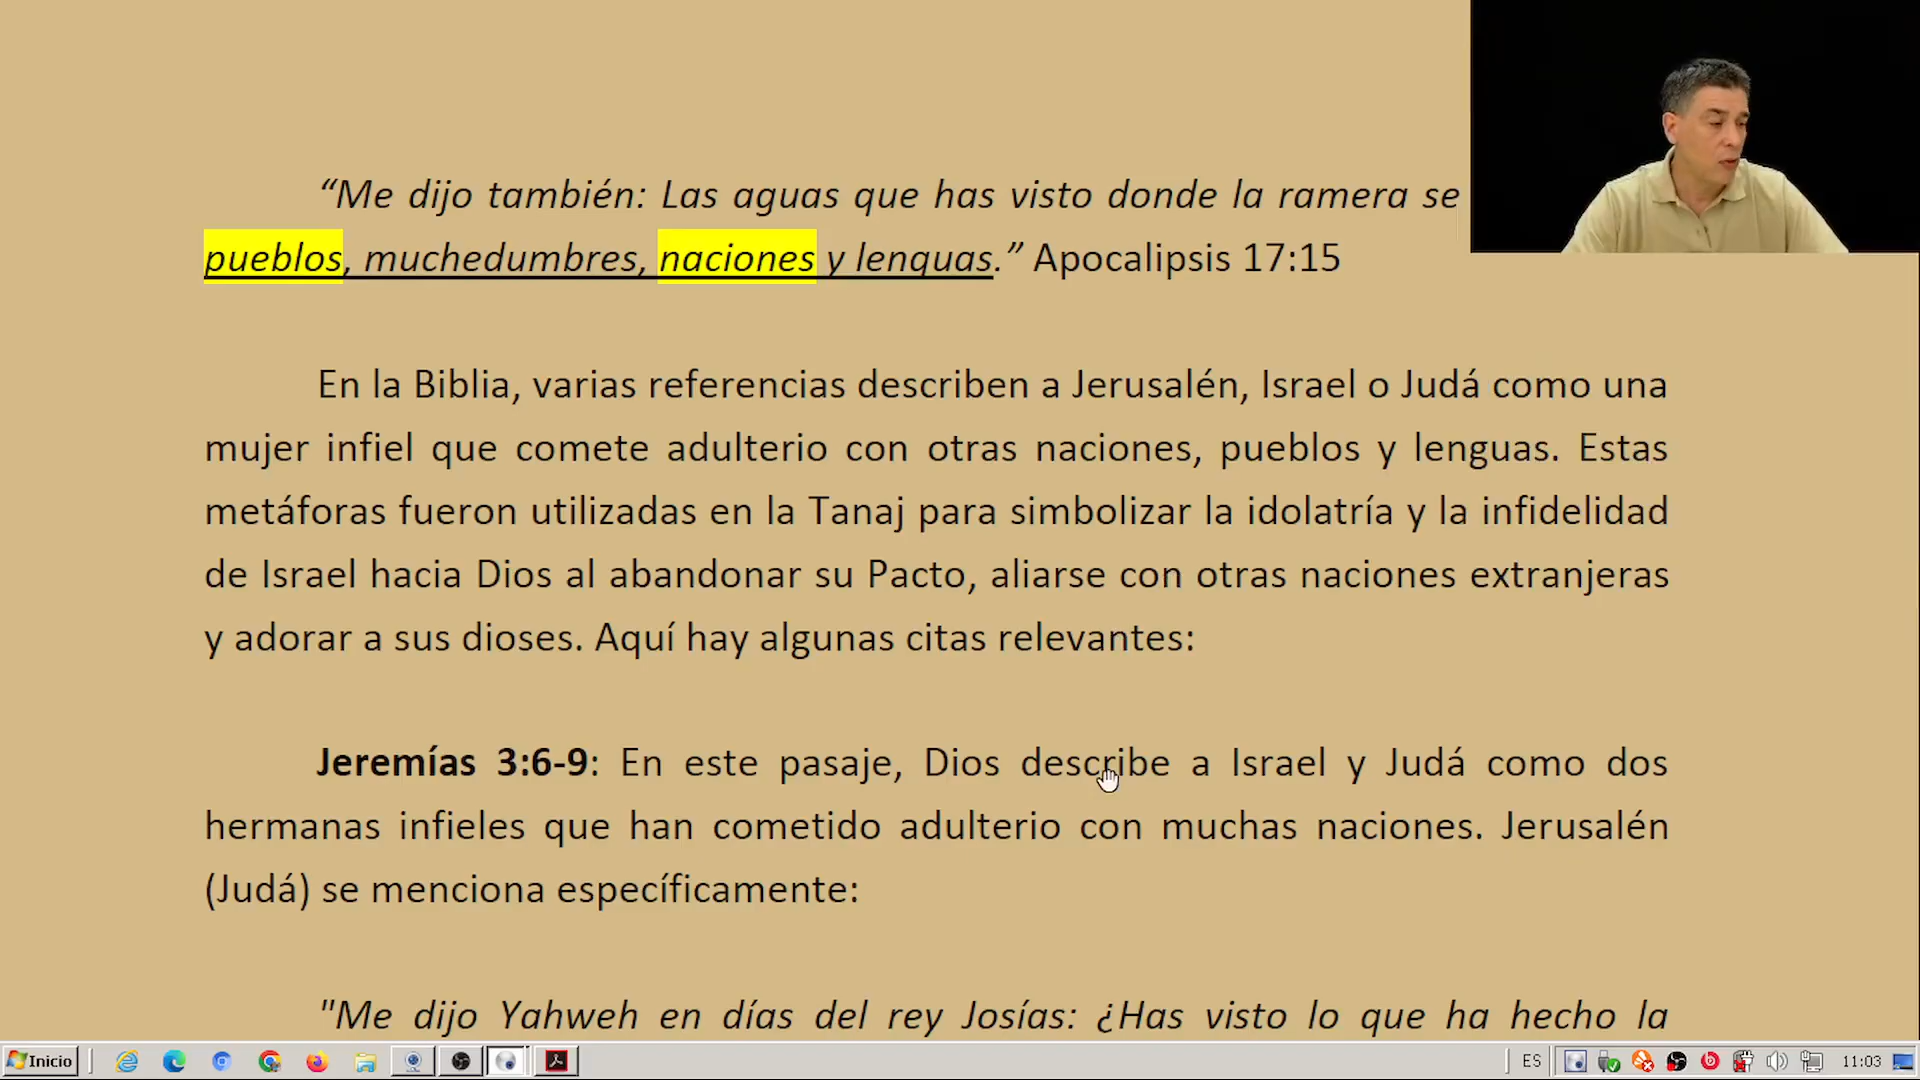 “Me dijo también: Las aguas que has visto donde la ramera se
pueblos, muchedumbres, naciones y lenguas.” Apocalipsis 17:15
En la Biblia, varias referencias describen a Jerusalén, Israel o Judá como una
mujer infiel que comete adulterio con otras naciones, pueblos y lenguas. Estas
metáforas fueron utilizadas en la Tanaj para simbolizar la idolatría y la infidelidad
de Israel hacia Dios al abandonar su Pacto, aliarse con otras naciones extranjeras
y adorar a sus dioses. Aquí hay algunas citas relevantes:
Jeremías 3:6-9: En este pasaje, Dios describe a Israel y Judá como dos
hermanas infieles que han cometido adulterio con muchas naciones. Jerusalén
(Judá) se menciona específicamente:
"Me dijo Yahweh en días del rey Josías: ¿Has visto lo que ha hecho la
Inicio ES 11:03